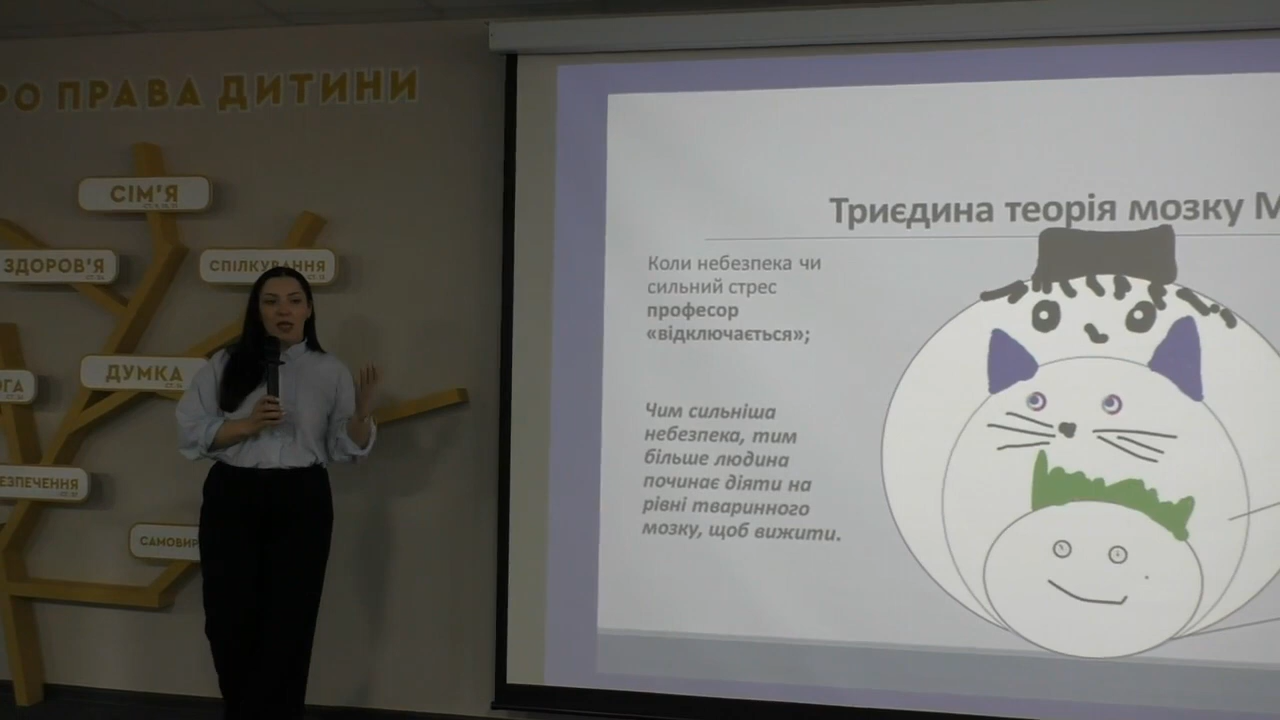 РО ПРАВА ДИТИНИ
СІМ'Я
ЗДОРОВ'Я
СПІЛКУВАННЯ
ОГА
ДУМКА
ЕЗПЕЧЕННЯ
САМОВИР
Триєдина теорія мозку М
Коли небезпека чи
сильний стрес
професор
«відключається»;
Чим сильніша
небезпека, тим
більше людина
починає діяти на
рівні тваринного
мозку, щоб вижити.